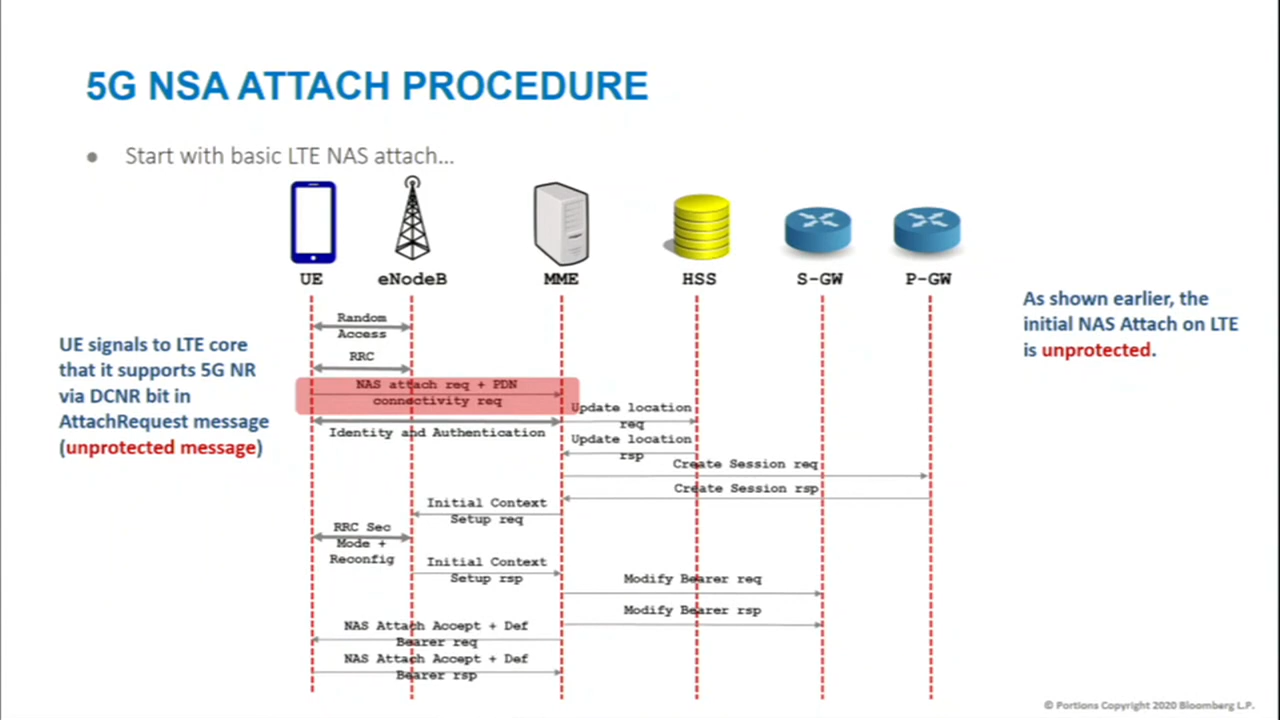 5G NSA ATTACH PROCEDURE
● Start with basic LTE NAS attach…
UE
eNodeB
MME
HSS
S-GW
P-GW
As shown earlier, the
initial NAS Attach on LTE
is unprotected.
UE signals to LTE core
that it supports 5G NR
via DCNR bit in
AttachRequest message
(unprotected message)
Random
Access
RRC
NAS attach req + PDN
connectivity req
Identity and Authentication
Update location
req
Update location
rsp
Create Session req
Create Session rsp
Initial Context
Setup req
RRC Sec
Mode +
Reconfig
Initial Context
Setup rsp
Modify Bearer req
Modify Bearer rsp
NAS Attach Accept + Def
Bearer req
NAS Attach Accept + Def
Bearer rsp
© Portions Copyright 2020 Bloomberg L.P.